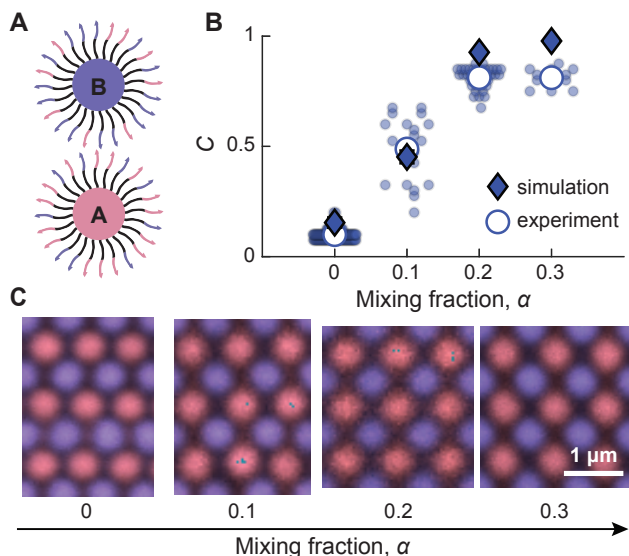 A
B
A
B
C
1
0.5
0
simulation
experiment
0
0.1
0.2
0.3
Mixing fraction, α
C
1 μm
0
0.1
0.2
0.3
Mixing fraction, α